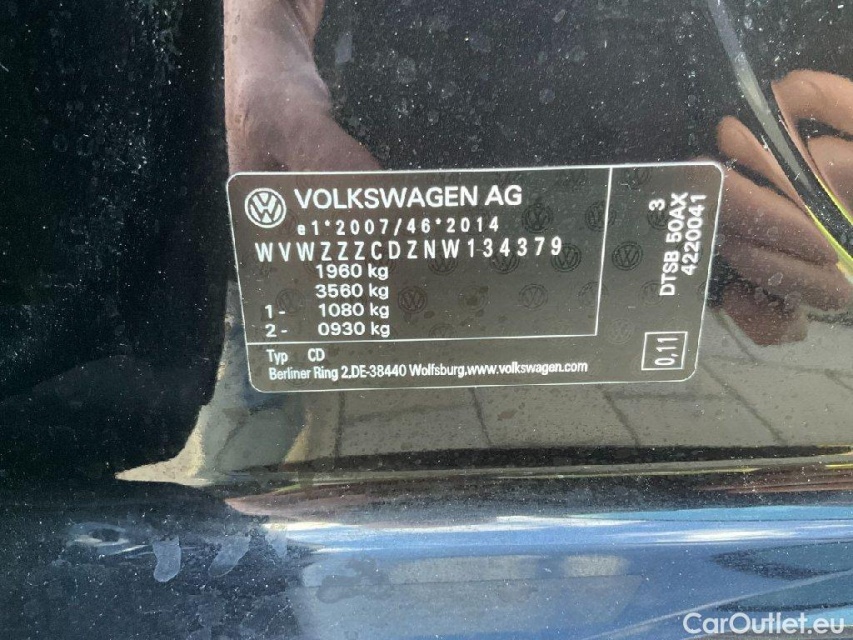 VOLKSWAGEN AG
e1*2007/46*2014
WVWZZZCDZNW134379
1960 kg
3560 kg
1- 1080 kg
2- 0930 kg
Typ CD
Berliner Ring 2,DE-38440 Wolfsburg,www.volkswagen.com
3
DTSB 50AX
4220041
0,11
CarOutlet.eu